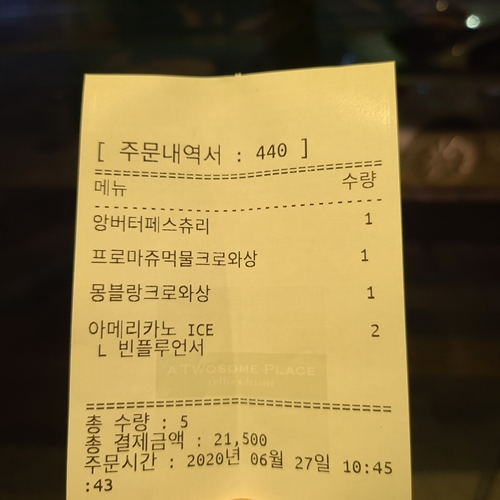 [ 주문내역서 : 440 ]
메뉴 수량
앙버터페스츄리 1
프로마쥬먹물크로와상 1
몽블랑크로와상 1
아메리카노 ICE 2
L 빈플루언서
A TWOSOME PLACE
총 수량 : 5
총 결제금액 : 21,500
주문시간 : 2020년 06월 27일 10:45
:43